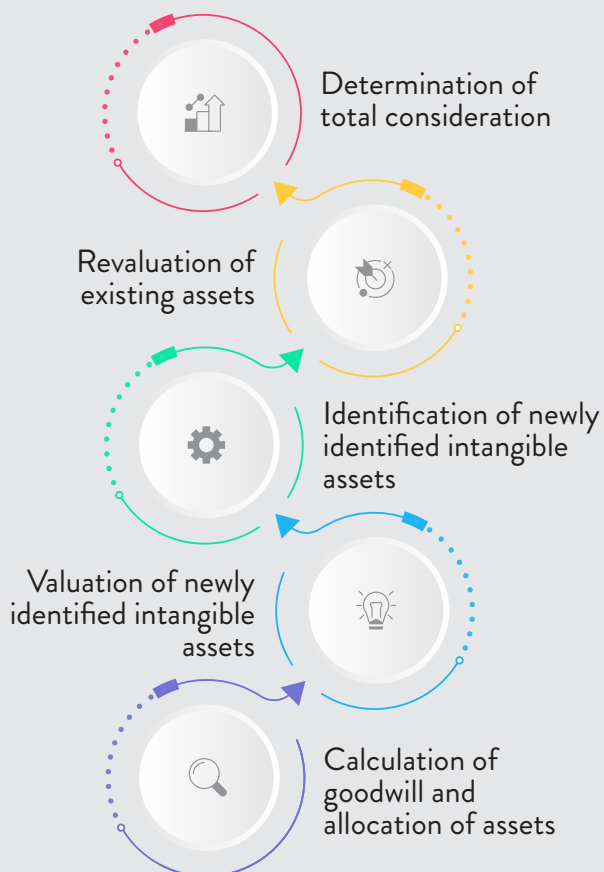 Determination of
total consideration
Revaluation of
existing assets
Identification of newly
identified intangible
assets
Valuation of newly
identified intangible
assets
Calculation of
goodwill and
allocation of assets